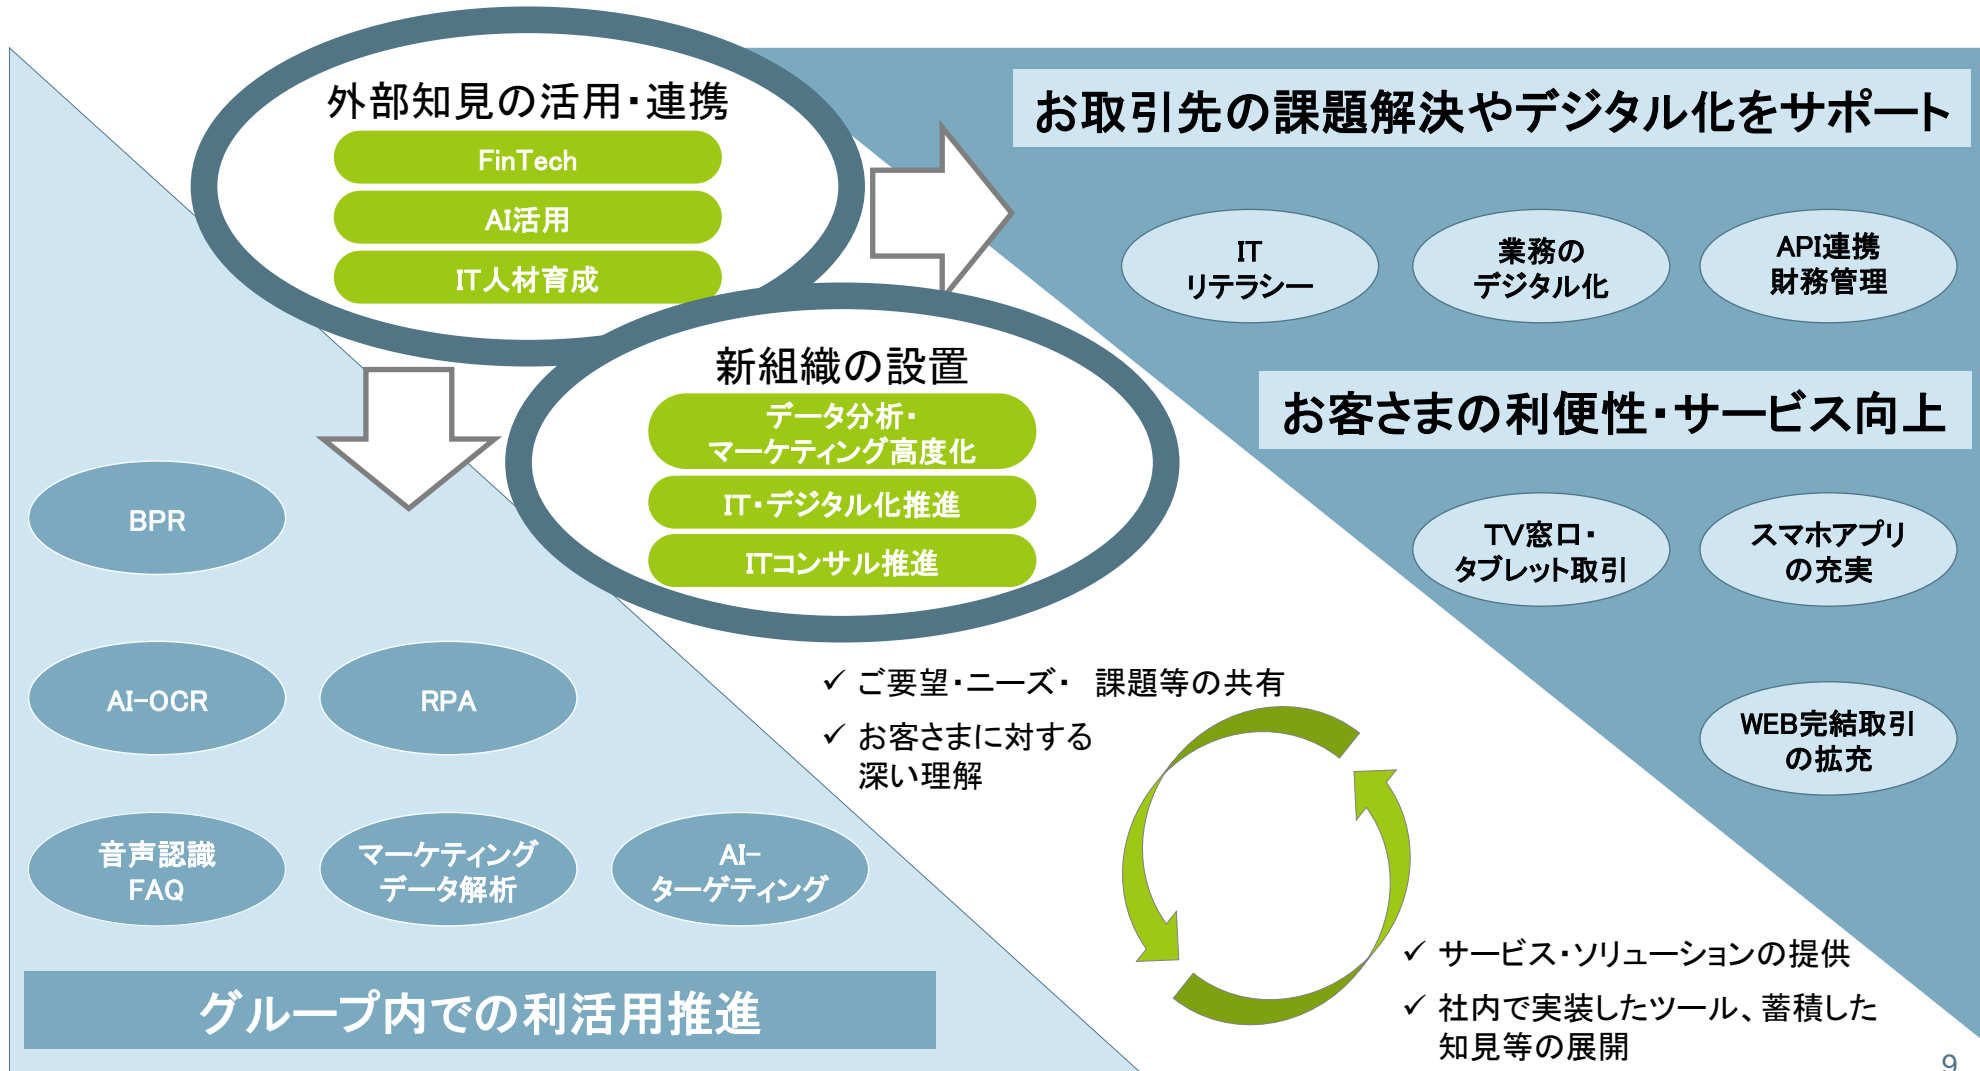 外部知見の活用・連携
FinTech
AI活用
IT人材育成
新組織の設置
データ分析・
マーケティング高度化
IT・デジタル化推進
ITコンサル推進
お取引先の課題解決やデジタル化をサポート
IT
リテラシー
業務の
デジタル化
API連携
財務管理
お客さまの利便性・サービス向上
TV窓口・
タブレット取引
スマホアプリ
の充実
WEB完結取引
の拡充
BPR
AI-OCR
RPA
音声認識
FAQ
マーケティング
データ解析
AI-
ターゲティング
グループ内での利活用推進
✓ ご要望・ニーズ・ 課題等の共有
✓ お客さまに対する
深い理解
✓ サービス・ソリューションの提供
✓ 社内で実装したツール、蓄積した
知見等の展開
9